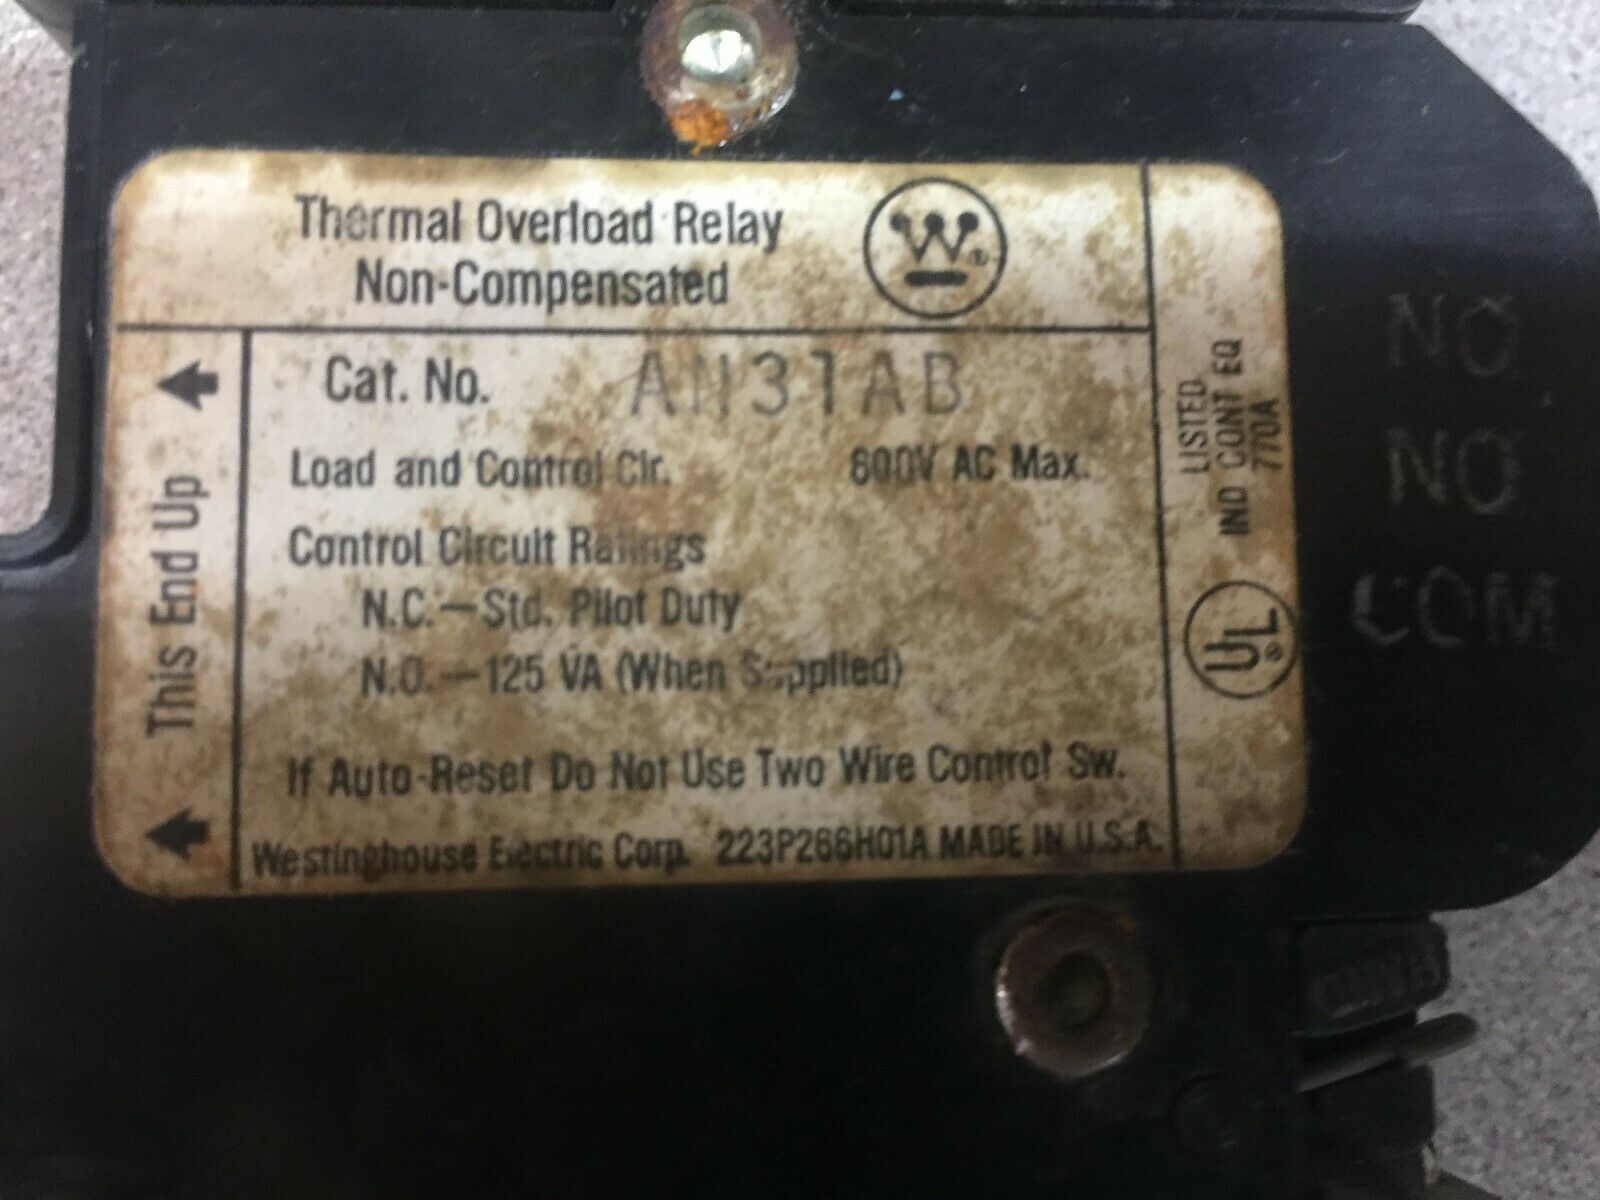 Thermal Overload Relay
Non-Compensated
W ®
This End Up
Cat. No. AN31AB
Load and Control Cir. 600V AC Max.
Control Circuit Ratings
N.C.—Std. Pilot Duty
N.O.—125 VA (When Supplied)
If Auto-Reset Do Not Use Two Wire Control Sw.
Westinghouse Electric Corp. 223P266H01A MADE IN U.S.A.
LISTED
IND CONT EQ
770A
UL ®
NO
NO
COM
HAND